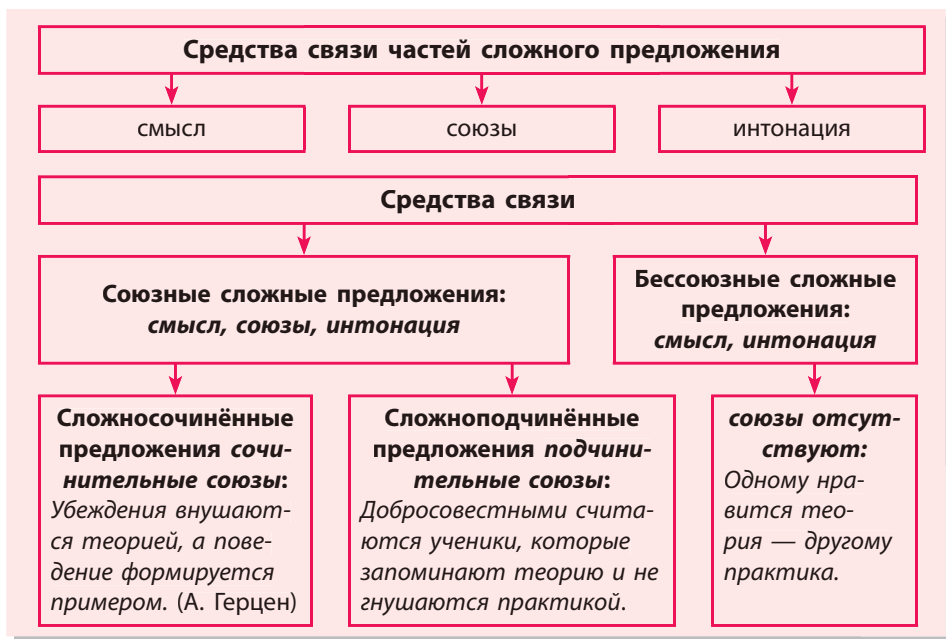 Средства связи частей сложного предложения
смысл
союзы
интонация
Средства связи
Союзные сложные предложения:
смысл, союзы, интонация
Бессоюзные сложные
предложения:
смысл, интонация
Сложносочинённые
предложения сочи-
нительные союзы:
Убеждения внушают-
ся теорией, а пове-
дение формируется
примером. (А. Герцен)
Сложноподчинённые
предложения подчини-
тельные союзы:
Добросовестными счита-
ются ученики, которые
запоминают теорию и не
гнушаются практикой.
союзы отсут-
ствуют:
Одному нра-
вится тео-
рия — другому
практика.